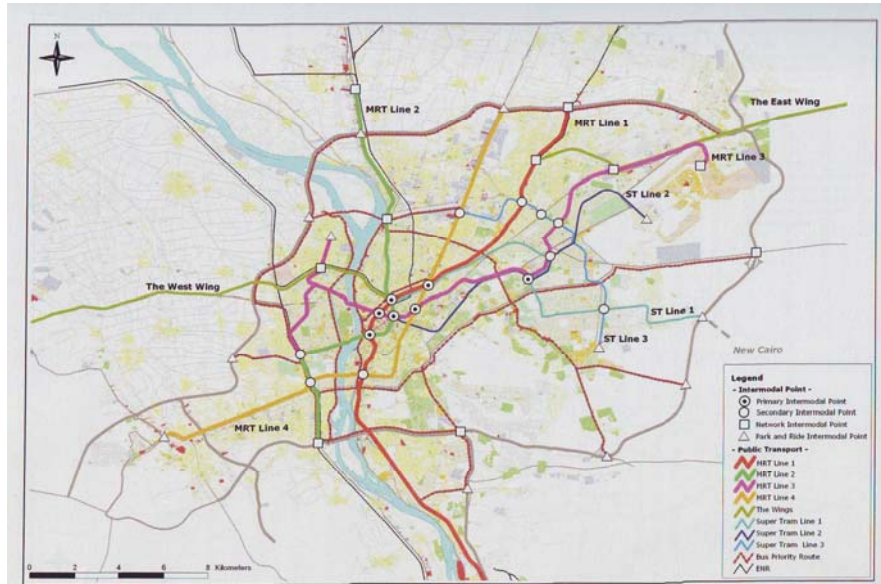 N
MRT Line 2
MRT Line 1
The East Wing
MRT Line 3
ST Line 2
The West Wing
ST Line 1
ST Line 3
New Cairo
MRT Line 4
0 2 4 6 8 Kilometers
Legend
- Intermodal Point -
Primary Intermodal Point
Secondary Intermodal Point
Network Intermodal Point
Park and Ride Intermodal Point
- Public Transport -
MRT Line 1
MRT Line 2
MRT Line 3
MRT Line 4
The Wings
Super Tram Line 1
Super Tram Line 2
Super Tram Line 3
Bus Priority Route
ENR